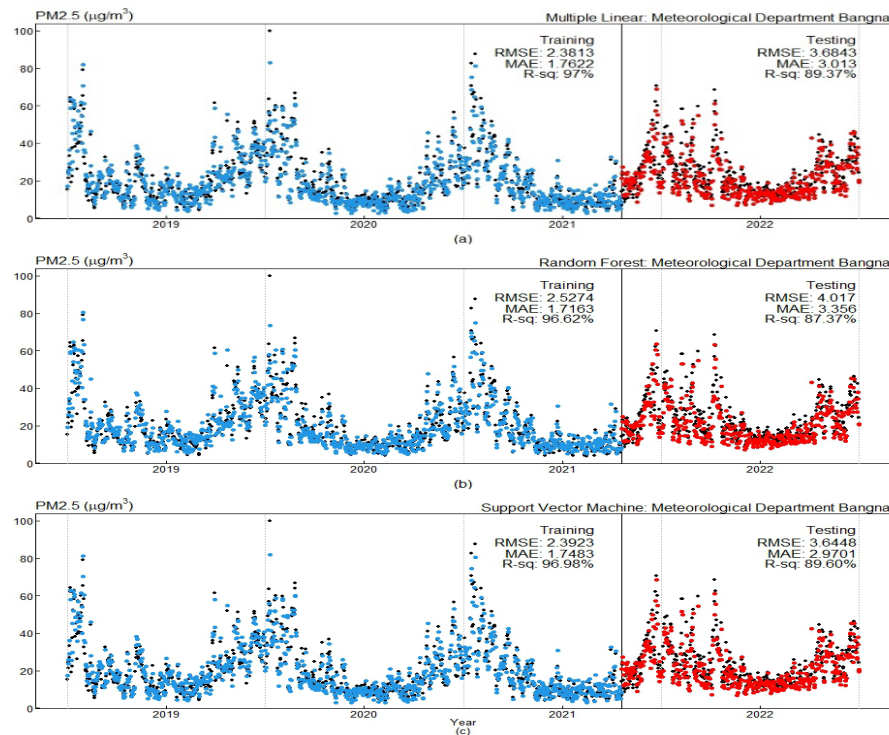 PM2.5 (μg/m³) Multiple Linear: Meteorological Department Bangna
Training Testing
RMSE: 2.3813 RMSE: 3.6843
MAE: 1.7622 MAE: 3.013
R-sq: 97% R-sq: 89.37%
100
80
60
40
20
0
2019 2020 2021 2022
(a)
PM2.5 (μg/m³) Random Forest: Meteorological Department Bangna
Training Testing
RMSE: 2.5274 RMSE: 4.017
MAE: 1.7163 MAE: 3.356
R-sq: 96.62% R-sq: 87.37%
100
80
60
40
20
0
2019 2020 2021 2022
(b)
PM2.5 (μg/m³) Support Vector Machine: Meteorological Department Bangna
Training Testing
RMSE: 2.3923 RMSE: 3.6448
MAE: 1.7483 MAE: 2.9701
R-sq: 96.98% R-sq: 89.60%
100
80
60
40
20
0
2019 2020 2021 2022
Year
(c)